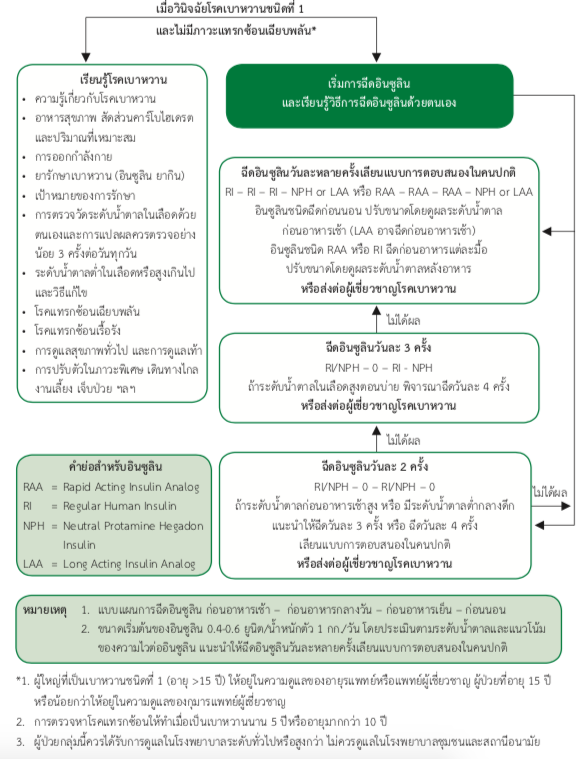 เมื่อวินิจฉัยโรคเบาหวานชนิดที่ 1
และไม่มีภาวะแทรกซ้อนเฉียบพลัน*
เรียนรู้โรคเบาหวาน
• ความรู้เกี่ยวกับโรคเบาหวาน
• อาหารสุขภาพ สัดส่วนคาร์โบไฮเดรต
และปริมาณที่เหมาะสม
• การออกกำลังกาย
• ยารักษาเบาหวาน (อินซูลิน ยากิน)
• เป้าหมายของการรักษา
• การตรวจวัดระดับน้ำตาลในเลือดด้วย
ตนเองและการแปลผลควรตรวจอย่าง
น้อย 3 ครั้งต่อวันทุกวัน
• ระดับน้ำตาลต่ำในเลือดหรือสูงเกินไป
และวิธีแก้ไข
• โรคแทรกซ้อนเฉียบพลัน
• โรคแทรกซ้อนเรื้อรัง
• การดูแลสุขภาพทั่วไป และการดูแลเท้า
• การปรับตัวในภาวะพิเศษ เดินทางไกล
งานเลี้ยง เจ็บป่วย ฯลฯ
เริ่มการฉีดอินซูลิน
และเรียนรู้วิธีการฉีดอินซูลินด้วยตนเอง
ฉีดอินซูลินวันละหลายครั้งเลียนแบบการตอบสนองในคนปกติ
RI – RI – RI – NPH or LAA หรือ RAA – RAA – RAA – NPH or LAA
อินซูลินชนิดฉีดก่อนนอน ปรับขนาดโดยดูผลระดับน้ำตาล
ก่อนอาหารเช้า (LAA อาจฉีดก่อนอาหารเช้า)
อินซูลินชนิด RAA หรือ RI ฉีดก่อนอาหารแต่ละมื้อ
ปรับขนาดโดยดูผลระดับน้ำตาลหลังอาหาร
หรือส่งต่อผู้เชี่ยวชาญโรคเบาหวาน
ไม่ได้ผล
ฉีดอินซูลินวันละ 3 ครั้ง
RI/NPH – 0 – RI - NPH
ถ้าระดับน้ำตาลในเลือดสูงตอนบ่าย พิจารณาฉีดวันละ 4 ครั้ง
หรือส่งต่อผู้เชี่ยวชาญโรคเบาหวาน
ไม่ได้ผล
ฉีดอินซูลินวันละ 2 ครั้ง
RI/NPH – 0 – RI/NPH – 0
ถ้าระดับน้ำตาลก่อนอาหารเช้าสูง หรือ มีระดับน้ำตาลต่ำกลางดึก
แนะนำให้ฉีดวันละ 3 ครั้ง หรือ ฉีดวันละ 4 ครั้ง
เลียนแบบการตอบสนองในคนปกติ
หรือส่งต่อผู้เชี่ยวชาญโรคเบาหวาน
ไม่ได้ผล
คำย่อสำหรับอินซูลิน
RAA = Rapid Acting Insulin Analog
RI = Regular Human Insulin
NPH = Neutral Protamine Hegadon
Insulin
LAA = Long Acting Insulin Analog
หมายเหตุ 1. แบบแผนการฉีดอินซูลิน ก่อนอาหารเช้า – ก่อนอาหารกลางวัน – ก่อนอาหารเย็น – ก่อนนอน
2. ขนาดเริ่มต้นของอินซูลิน 0.4-0.6 ยูนิต/น้ำหนักตัว 1 กก./วัน โดยประเมินตามระดับน้ำตาลและแนวโน้ม
ของความไวต่ออินซูลิน แนะนำให้ฉีดอินซูลินวันละหลายครั้งเลียนแบบการตอบสนองในคนปกติ
*1. ผู้ใหญ่ที่เป็นเบาหวานชนิดที่ 1 (อายุ >15 ปี) ให้อยู่ในความดูแลของอายุรแพทย์หรือแพทย์ผู้เชี่ยวชาญ ผู้ป่วยที่อายุ 15 ปี
หรือน้อยกว่าให้อยู่ในความดูแลของกุมารแพทย์ผู้เชี่ยวชาญ
2. การตรวจหาโรคแทรกซ้อนให้ทำเมื่อเป็นเบาหวานนาน 5 ปีหรืออายุมากกว่า 10 ปี
3. ผู้ป่วยกลุ่มนี้ควรได้รับการดูแลในโรงพยาบาลระดับทั่วไปหรือสูงกว่า ไม่ควรดูแลในโรงพยาบาลชุมชนและสถานีอนามัย